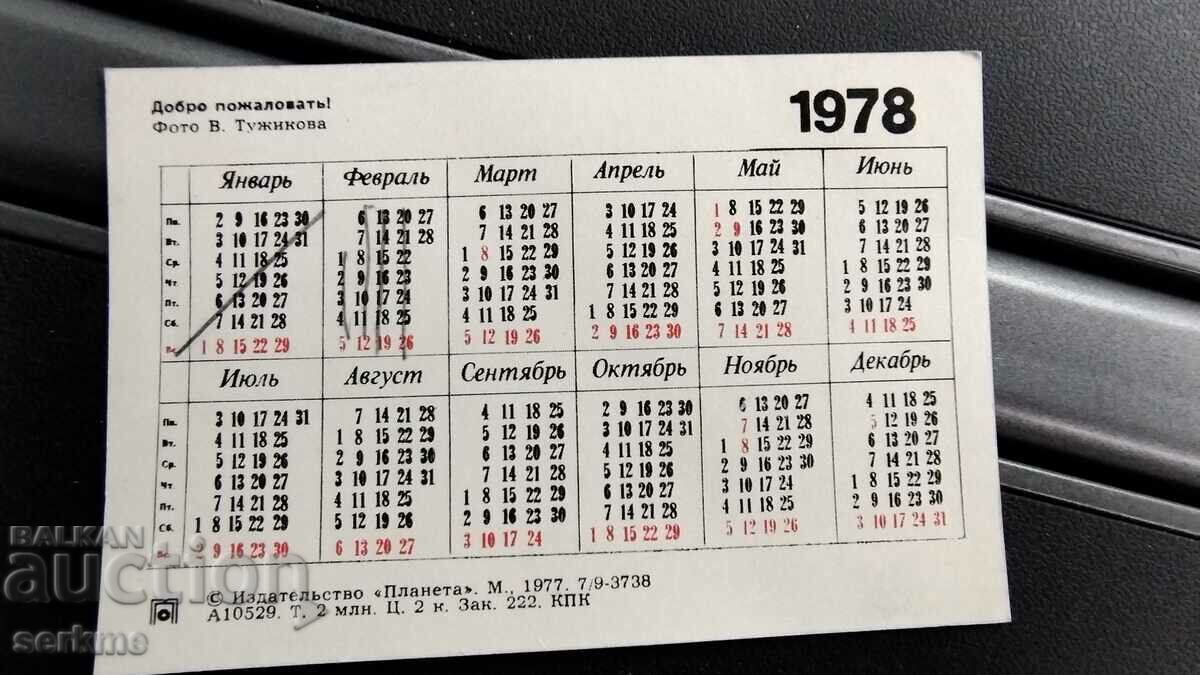 Добро пожаловать!
Фото В. Тужикова
1978
Январь Февраль Март Апрель Май Июнь
Пн. 2 9 16 23 30 6 13 20 27 6 13 20 27 3 10 17 24 1 8 15 22 29 5 12 19 26
Вт. 3 10 17 24 31 7 14 21 28 7 14 21 28 4 11 18 25 2 9 16 23 30 6 13 20 27
Ср. 4 11 18 25 1 8 15 22 1 8 15 22 29 5 12 19 26 3 10 17 24 31 7 14 21 28
Чт. 5 12 19 26 2 9 16 23 2 9 16 23 30 6 13 20 27 4 11 18 25 1 8 15 22 29
Пт. 6 13 20 27 3 10 17 24 3 10 17 24 31 7 14 21 28 5 12 19 26 2 9 16 23 30
Сб. 7 14 21 28 4 11 18 25 4 11 18 25 1 8 15 22 29 6 13 20 27 3 10 17 24
Вс. 1 8 15 22 29 5 12 19 26 5 12 19 26 2 9 16 23 30 7 14 21 28 4 11 18 25
Июль Август Сентябрь Октябрь Ноябрь Декабрь
Пн. 3 10 17 24 31 7 14 21 28 4 11 18 25 2 9 16 23 30 6 13 20 27 4 11 18 25
Вт. 4 11 18 25 1 8 15 22 29 5 12 19 26 3 10 17 24 31 7 14 21 28 5 12 19 26
Ср. 5 12 19 26 2 9 16 23 30 6 13 20 27 4 11 18 25 1 8 15 22 29 6 13 20 27
Чт. 6 13 20 27 3 10 17 24 31 7 14 21 28 5 12 19 26 2 9 16 23 30 7 14 21 28
Пт. 7 14 21 28 4 11 18 25 1 8 15 22 29 6 13 20 27 3 10 17 24 1 8 15 22 29
Сб. 1 8 15 22 29 5 12 19 26 2 9 16 23 30 7 14 21 28 4 11 18 25 2 9 16 23 30
Вс. 2 9 16 23 30 6 13 20 27 3 10 17 24 1 8 15 22 29 5 12 19 26 3 10 17 24 31
© Издательство «Планета». М., 1977. 7/9-3738
А10529. Т. 2 млн. Ц. 2 к. Зак. 222. КПК
BALKAN
auction
serkme